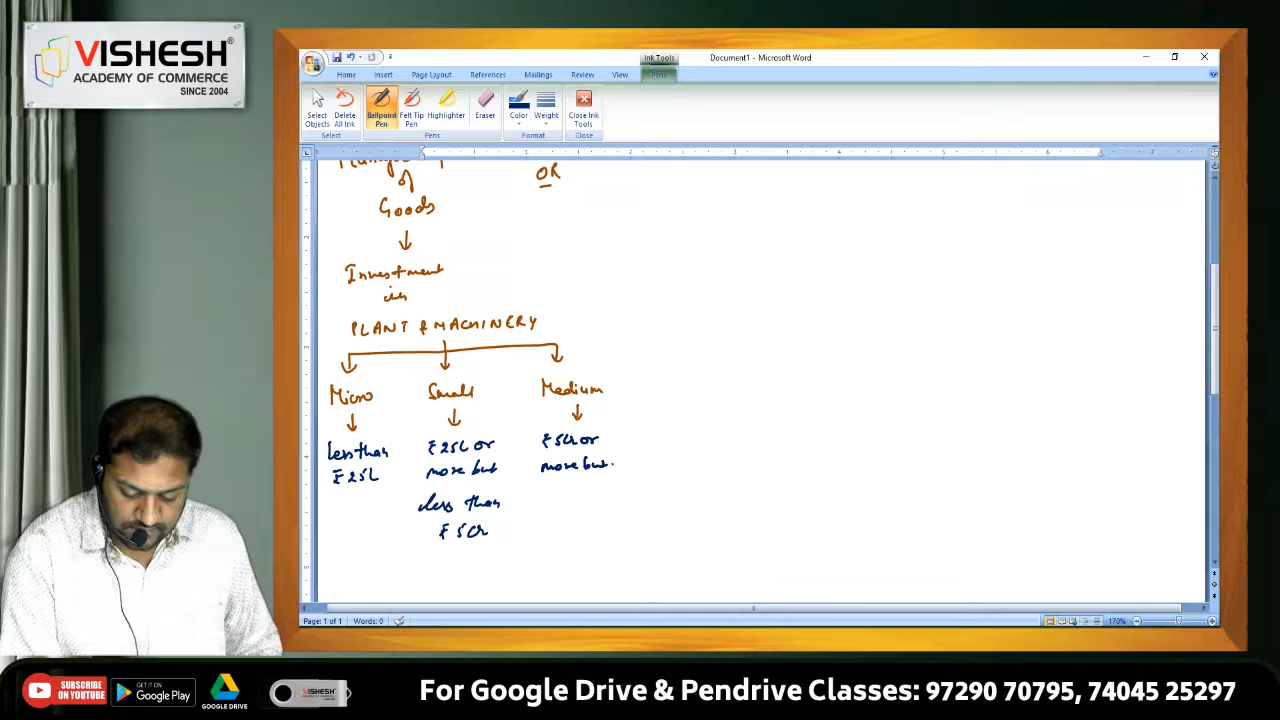 VISHESH®
ACADEMY OF COMMERCE
SINCE 2004
Ink Tools
Document1 - Microsoft Word
Home Insert Page Layout References Mailings Review View Pens
Select Objects
Delete All Ink
Ballpoint Pen
Felt Tip Pen
Highlighter
Eraser
Color
Weight
Close Ink Tools
Select Pens Format Close
of
OR
Goods
Investment
in
PLANT & MACHINERY
Micro Small Medium
less than
₹25L
₹25L or
more but
less than
₹5Cr
₹5Cr or
more but
Page: 1 of 1 Words: 0 170%
SUBSCRIBE
ON YOUTUBE
GET IT ON
Google Play
GOOGLE DRIVE
VISHESH
For Google Drive & Pendrive Classes: 97290 70795, 74045 25297